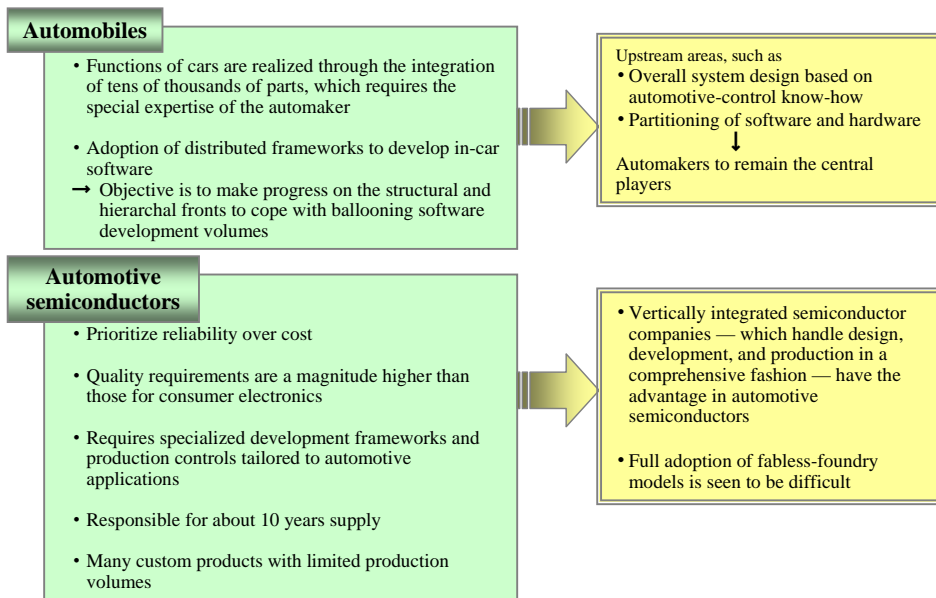 Automobiles
• Functions of cars are realized through the integration
of tens of thousands of parts, which requires the
special expertise of the automaker
• Adoption of distributed frameworks to develop in-car
software
→ Objective is to make progress on the structural and
hierarchal fronts to cope with ballooning software
development volumes
Upstream areas, such as
• Overall system design based on
automotive-control know-how
• Partitioning of software and hardware
↓
Automakers to remain the central
players
Automotive
semiconductors
• Prioritize reliability over cost
• Quality requirements are a magnitude higher than
those for consumer electronics
• Requires specialized development frameworks and
production controls tailored to automotive
applications
• Responsible for about 10 years supply
• Many custom products with limited production
volumes
• Vertically integrated semiconductor
companies — which handle design,
development, and production in a
comprehensive fashion — have the
advantage in automotive
semiconductors
• Full adoption of fabless-foundry
models is seen to be difficult